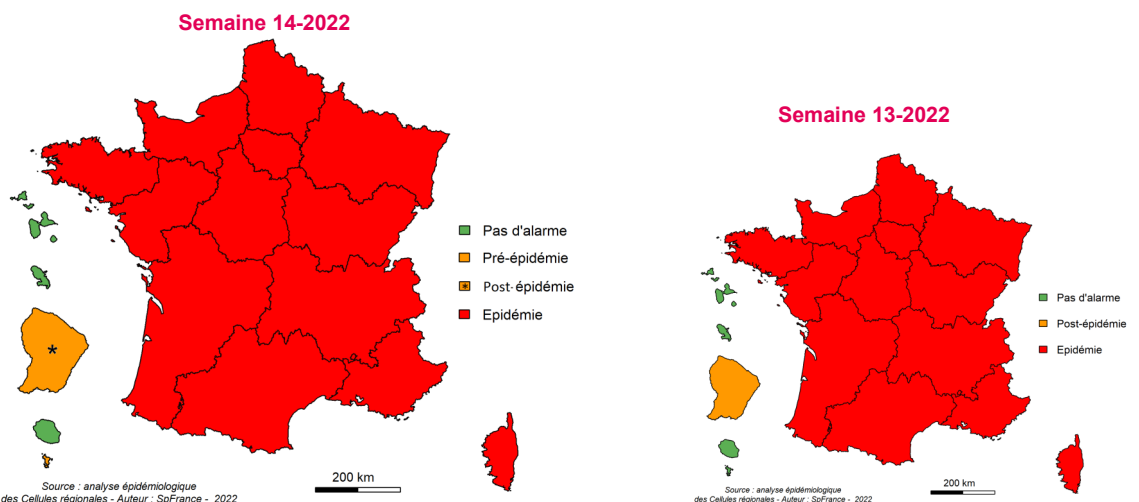 Semaine 14-2022
Pas d'alarme
Pré-épidémie
* Post-épidémie
Epidémie
*
200 km
Source : analyse épidémiologique
des Cellules régionales - Auteur : SpFrance - 2022
Semaine 13-2022
Pas d'alarme
Post-épidémie
Epidémie
200 km
Source : analyse épidémiologique
des Cellules régionales - Auteur : SpFrance - 2022